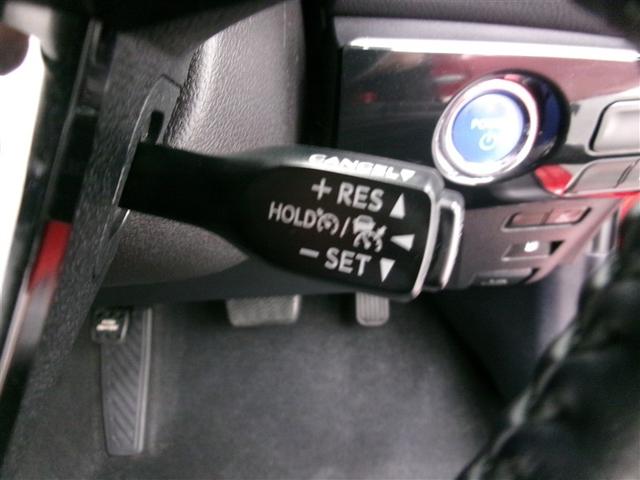 CANCEL▼
+ RES ▲
HOLD / ◀
− SET ▼
POWER